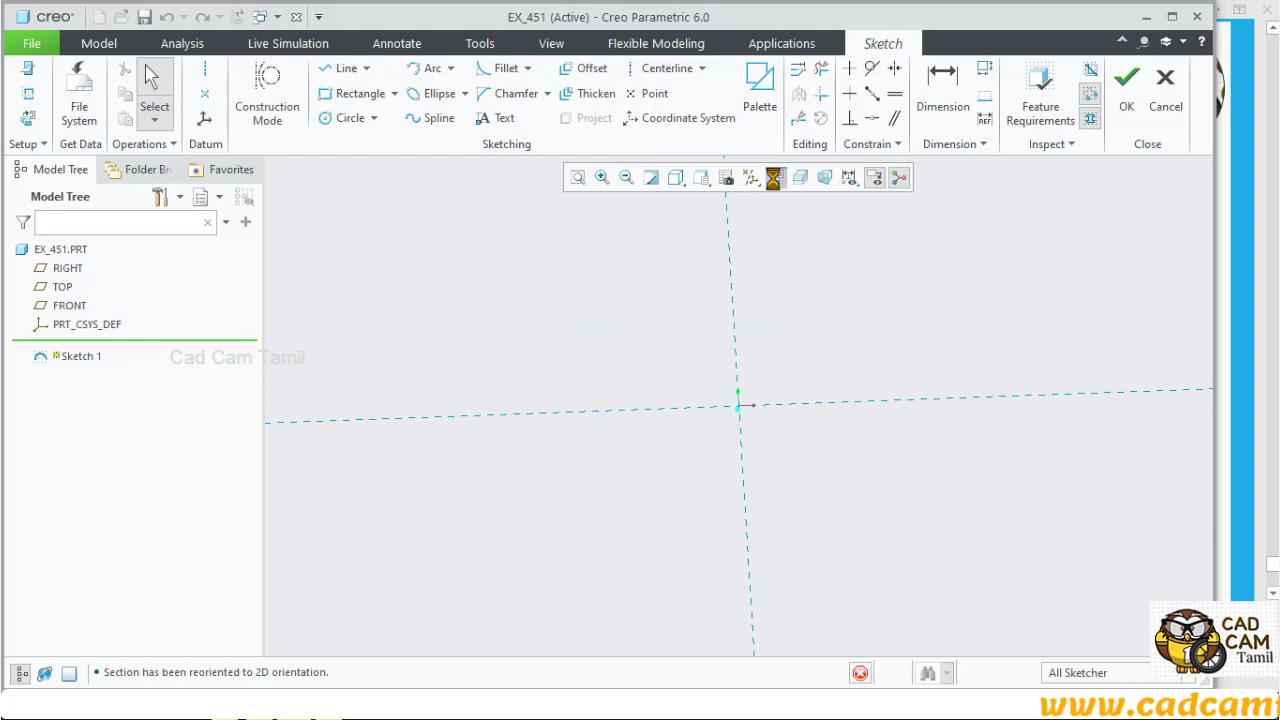 creo
EX_451 (Active) - Creo Parametric 6.0
File
Model
Analysis
Live Simulation
Annotate
Tools
View
Flexible Modeling
Applications
Sketch
File System
Select
Construction Mode
Line
Rectangle
Circle
Arc
Ellipse
Spline
Fillet
Chamfer
Text
Offset
Thicken
Project
Centerline
Point
Coordinate System
Palette
Dimension
REF
Feature Requirements
OK
Cancel
Setup
Get Data
Operations
Datum
Sketching
Editing
Constrain
Dimension
Inspect
Close
Model Tree
Folder Br
Favorites
Model Tree
EX_451.PRT
RIGHT
TOP
FRONT
PRT_CSYS_DEF
Sketch 1
Cad Cam Tamil
CAD
CAM
Tamil
Section has been reoriented to 2D orientation.
All Sketcher
www.cadcamt